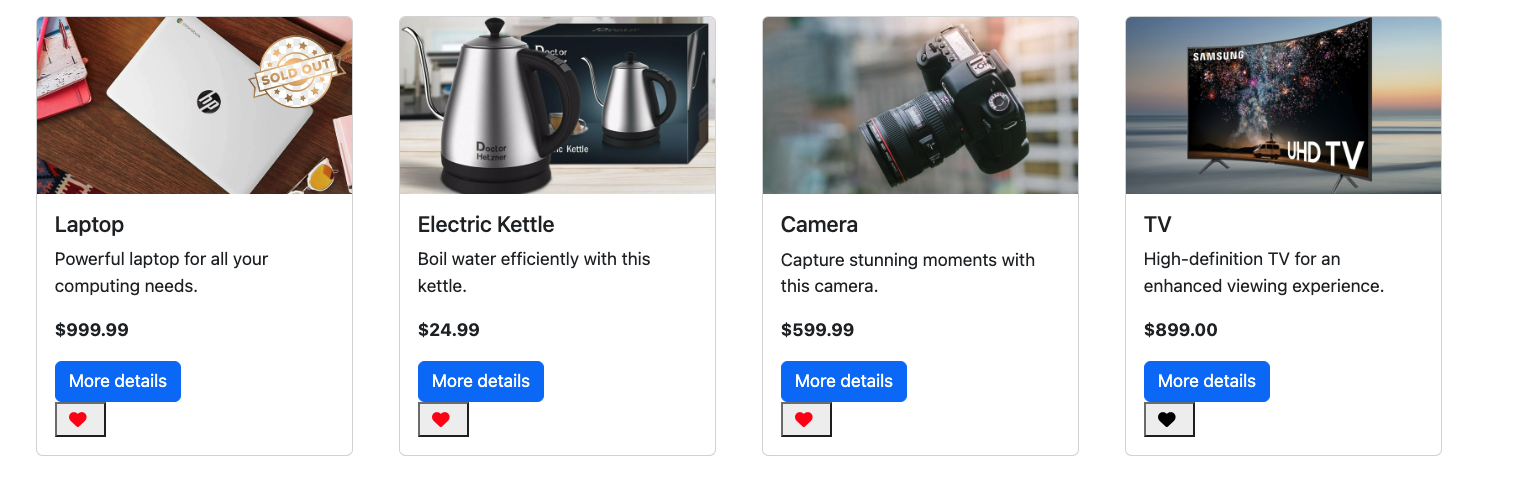 SOLD OUT
hp
Doctor
Hetzner
Doctor
ric Kettle
SAMSUNG
UHD TV
Laptop
Powerful laptop for all your
computing needs.
$999.99
More details
Electric Kettle
Boil water efficiently with this
kettle.
$24.99
More details
Camera
Capture stunning moments with
this camera.
$599.99
More details
TV
High-definition TV for an
enhanced viewing experience.
$899.00
More details